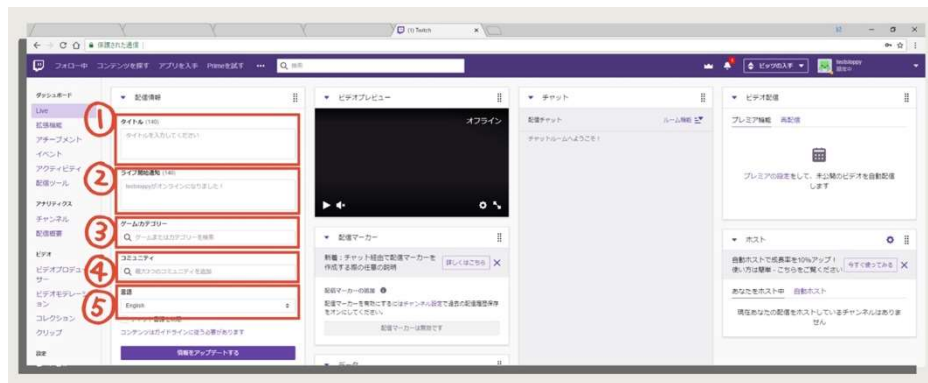 (1) Twitch
保護された通信
フォロー中 コンテンツを探す アプリを入手 Primeを試す
検索
ビッツの入手
ダッシュボード
Live
拡張機能
アチーブメント
イベント
アクティビティ
配信ツール
アナリティクス
チャンネル
配信概要
ビデオ
ビデオプロデューサー
ビデオモデレーション
コレクション
クリップ
設定
配信情報
①
タイトル (140)
タイトルを入力してください
②
ライブ開始通知 (140)
がオンラインになりました!
③
ゲームカテゴリー
ゲームまたはカテゴリーを検索
④
コミュニティ
最大3つのコミュニティを追加
⑤
言語
English
コンテンツはガイドラインに従う必要があります
情報をアップデートする
ビデオプレビュー
オフライン
配信マーカー
新着:チャット経由で配信マーカーを
作成する際の任意の説明
詳しくはこちら
配信マーカーの追加
配信マーカーを有効にするにはチャンネル設定で過去の配信履歴保存
をオンにしてください。
配信マーカーは無効です
チャット
配信チャット ルーム機能
チャットルームへようこそ!
ビデオ配信
プレミア機能 再配信
プレミアの設定をして、未公開のビデオを自動配信
します
ホスト
自動ホストで成長率を10%アップ!
使い方は簡単-こちらをご覧ください
今すぐ使ってみる
あなたをホスト中 自動ホスト
現在あなたの配信をホストしているチャンネルはありま
せん